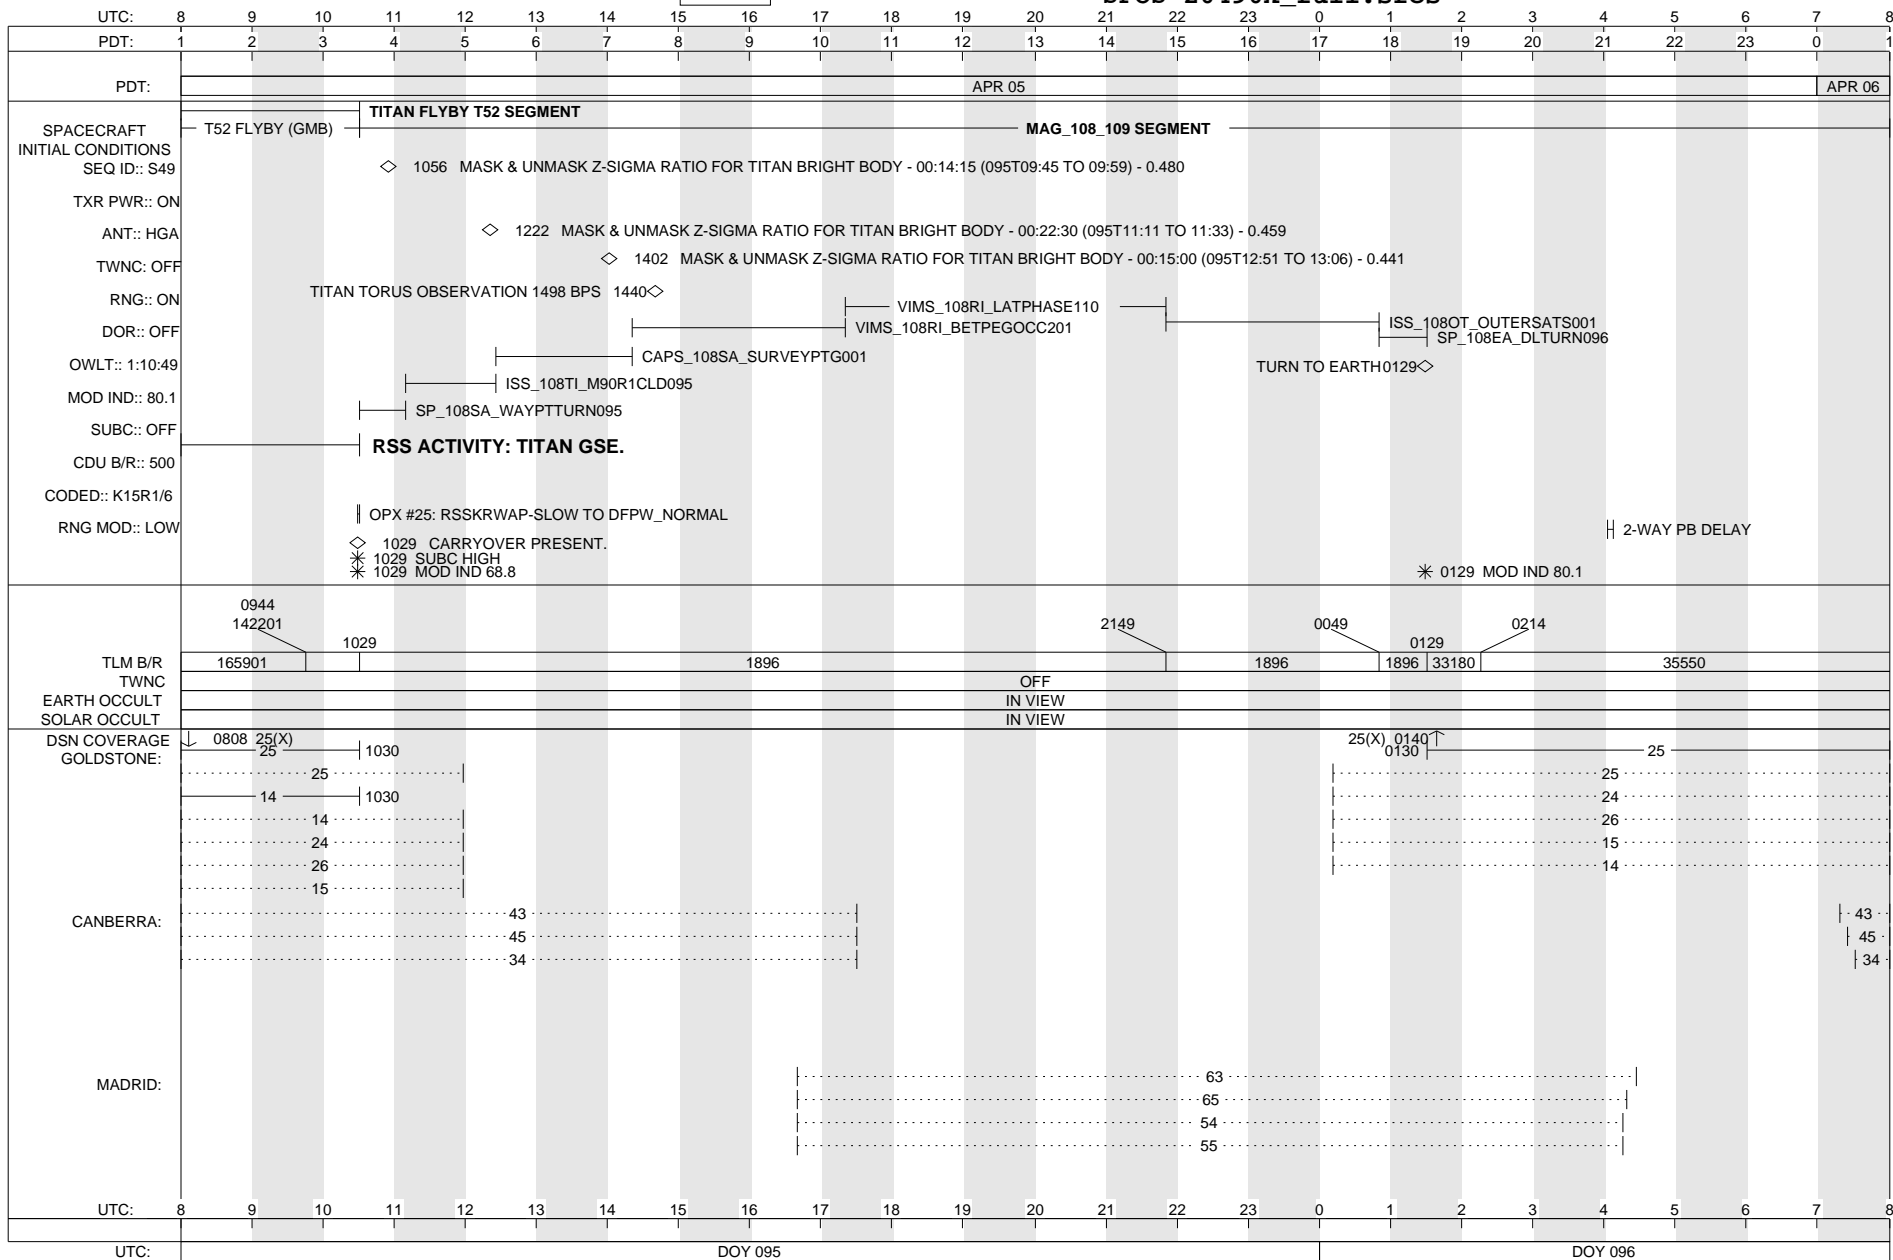 UTC: 8 9 10 11 12 13 14 15 16 17 18 19 20 21 22 23 0 1 2 3 4 5 6 7 8
PDT: 1 2 3 4 5 6 7 8 9 10 11 12 13 14 15 16 17 18 19 20 21 22 23 0 1
PDT: APR 05 APR 06
TITAN FLYBY T52 SEGMENT
T52 FLYBY (GMB) MAG_108_109 SEGMENT
SPACECRAFT
INITIAL CONDITIONS
SEQ ID:: S49
1056 MASK & UNMASK Z-SIGMA RATIO FOR TITAN BRIGHT BODY - 00:14:15 (095T09:45 TO 09:59) - 0.480
TXR PWR:: ON
ANT:: HGA
1222 MASK & UNMASK Z-SIGMA RATIO FOR TITAN BRIGHT BODY - 00:22:30 (095T11:11 TO 11:33) - 0.459
1402 MASK & UNMASK Z-SIGMA RATIO FOR TITAN BRIGHT BODY - 00:15:00 (095T12:51 TO 13:06) - 0.441
TWNC: OFF
TITAN TORUS OBSERVATION 1498 BPS 1440
RNG:: ON
VIMS_108RI_LATPHASE110
ISS_108OT_OUTERSATS001
DOR:: OFF
VIMS_108RI_BETPEGOCC201
SP_108EA_DLTURN096
CAPS_108SA_SURVEYPTG001
OWLT:: 1:10:49
TURN TO EARTH 0129
ISS_108TI_M90R1CLD095
MOD IND:: 80.1
SP_108SA_WAYPTTURN095
SUBC:: OFF
RSS ACTIVITY: TITAN GSE.
CDU B/R:: 500
CODED:: K15R1/6
OPX #25: RSSKRWAP-SLOW TO DFPW_NORMAL
RNG MOD:: LOW
2-WAY PB DELAY
1029 CARRYOVER PRESENT.
1029 SUBC HIGH
1029 MOD IND 68.8
0129 MOD IND 80.1
0944
142201 2149 0049 0214
1029 0129
TLM B/R 165901 1896 1896 1896 33180 35550
TWNC OFF
EARTH OCCULT IN VIEW
SOLAR OCCULT IN VIEW
DSN COVERAGE 0808 25(X) 25(X) 0140
GOLDSTONE: 25 1030 0130 25
25 25
14 1030 24
14 26
24 15
26 14
15
CANBERRA: 43 43
45 45
34 34
MADRID: 63
65
54
55
UTC: 8 9 10 11 12 13 14 15 16 17 18 19 20 21 22 23 0 1 2 3 4 5 6 7 8
UTC: DOY 095 DOY 096